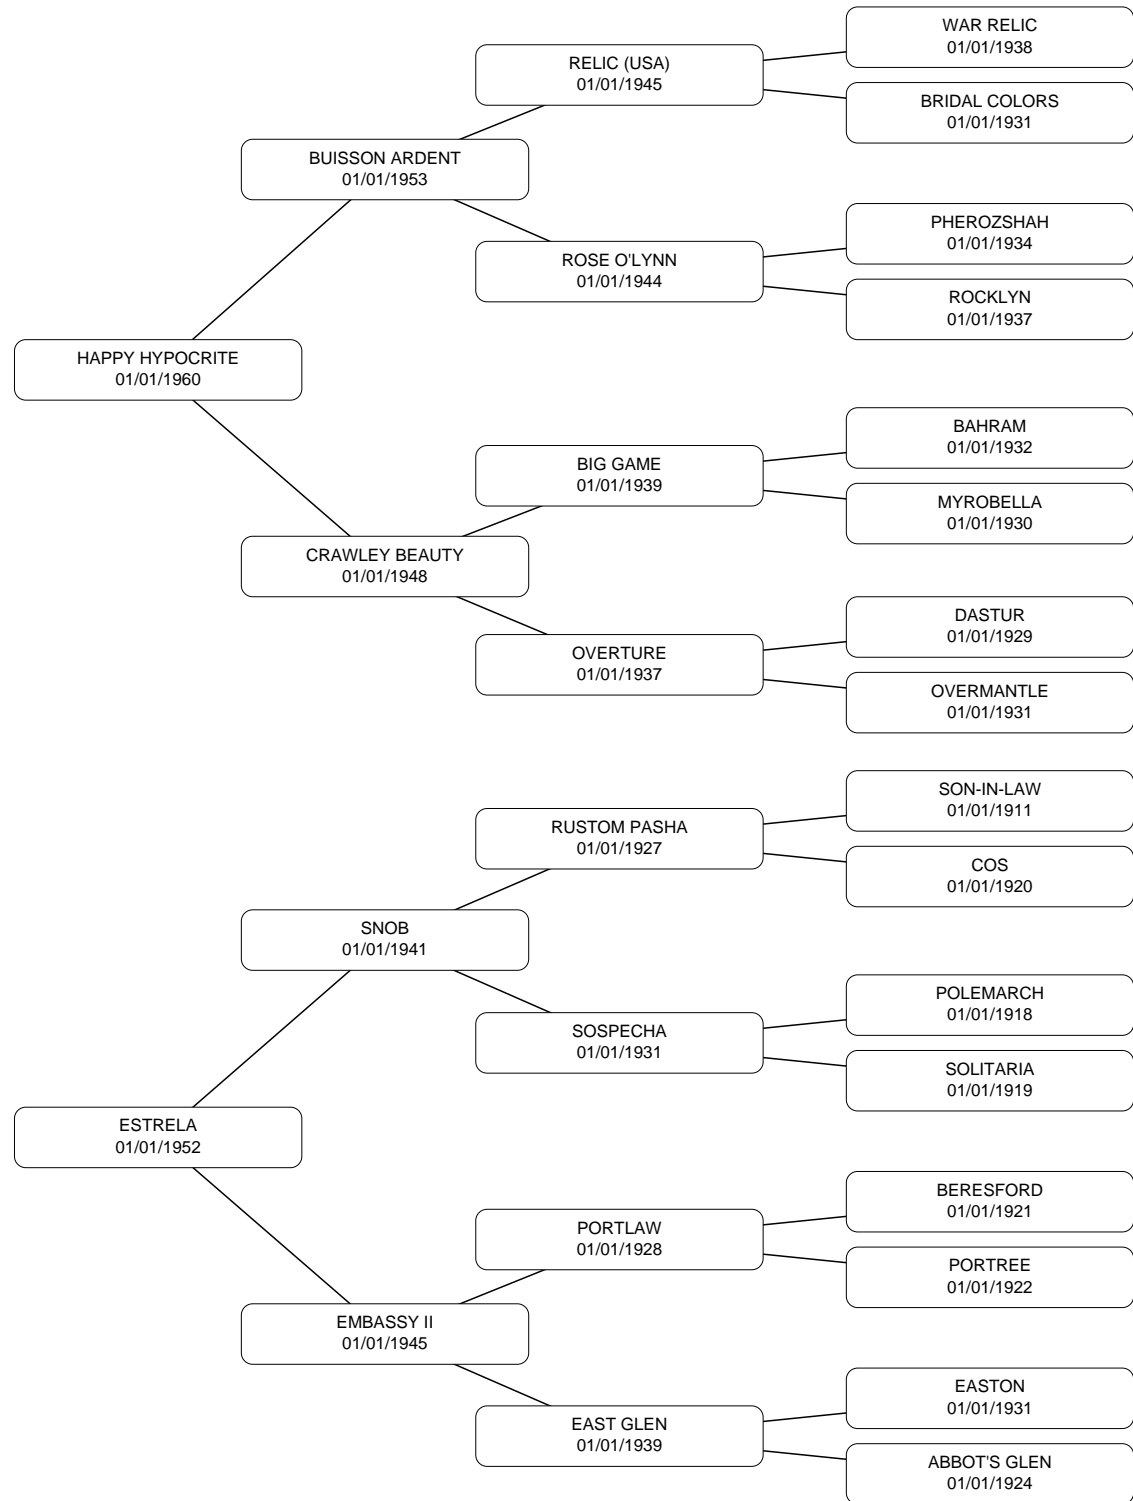 WAR RELIC
01/01/1938
RELIC (USA)
01/01/1945
BRIDAL COLORS
01/01/1931
BUISSON ARDENT
01/01/1953
PHEROZSHAH
01/01/1934
ROSE O'LYNN
01/01/1944
ROCKLYN
01/01/1937
HAPPY HYPOCRITE
01/01/1960
BAHRAM
01/01/1932
BIG GAME
01/01/1939
MYROBELLA
01/01/1930
CRAWLEY BEAUTY
01/01/1948
DASTUR
01/01/1929
OVERTURE
01/01/1937
OVERMANTLE
01/01/1931
SON-IN-LAW
01/01/1911
RUSTOM PASHA
01/01/1927
COS
01/01/1920
SNOB
01/01/1941
POLEMARCH
01/01/1918
SOSPECHA
01/01/1931
SOLITARIA
01/01/1919
ESTRELA
01/01/1952
BERESFORD
01/01/1921
PORTLAW
01/01/1928
PORTREE
01/01/1922
EMBASSY II
01/01/1945
EASTON
01/01/1931
EAST GLEN
01/01/1939
ABBOT'S GLEN
01/01/1924